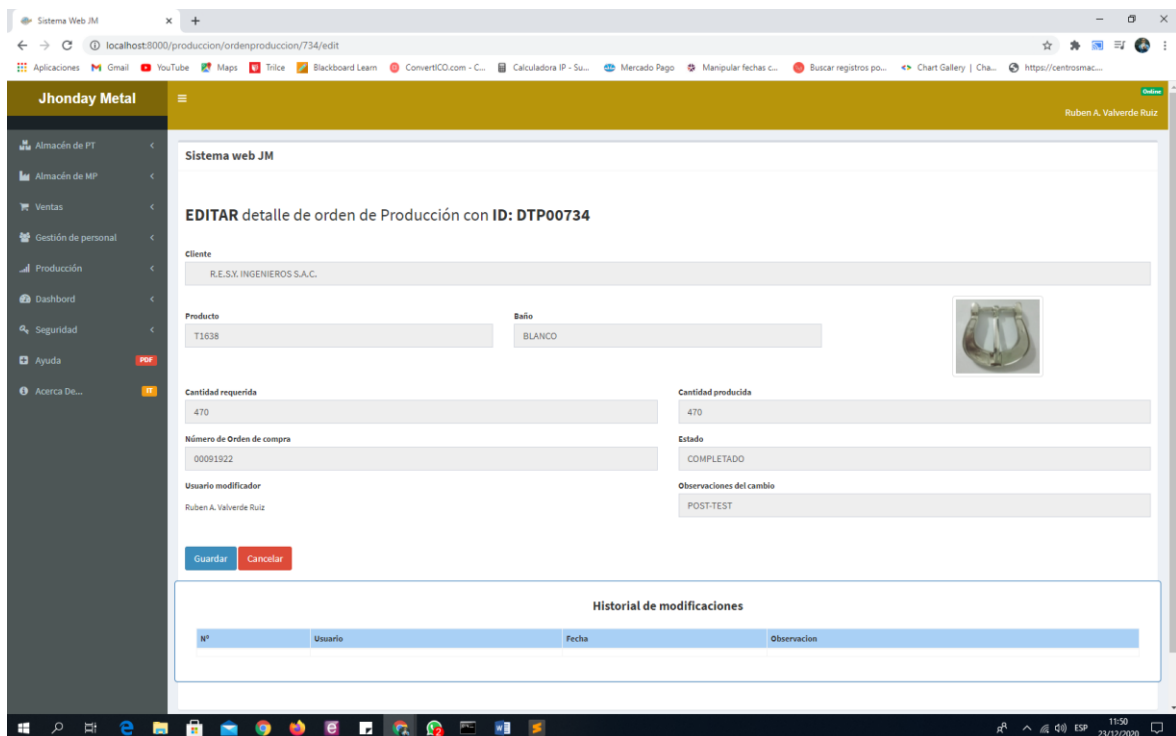 Sistema Web JM
localhost:8000/produccion/ordenproduccion/734/edit
Aplicaciones Gmail YouTube Maps Trilce Blackboard Learn ConvertICO.com - C... Calculadora IP - Su... Mercado Pago Manipular fechas c... Buscar registros po... Chart Gallery | Cha... https://centrosmac....
Jhonday Metal
Online
Ruben A. Valverde Ruiz
Almacén de PT
Almacén de MP
Ventas
Gestión de personal
Producción
Dashbord
Seguridad
Ayuda PDF
Acerca De... IT
Sistema web JM
EDITAR detalle de orden de Producción con ID: DTP00734
Cliente
R.E.S.Y. INGENIEROS S.A.C.
Producto Baño
T1638 BLANCO
Cantidad requerida Cantidad producida
470 470
Número de Orden de compra Estado
00091922 COMPLETADO
Usuario modificador Observaciones del cambio
Ruben A. Valverde Ruiz POST-TEST
Guardar Cancelar
Historial de modificaciones
N° Usuario Fecha Observacion
ESP 11:50
23/12/2020